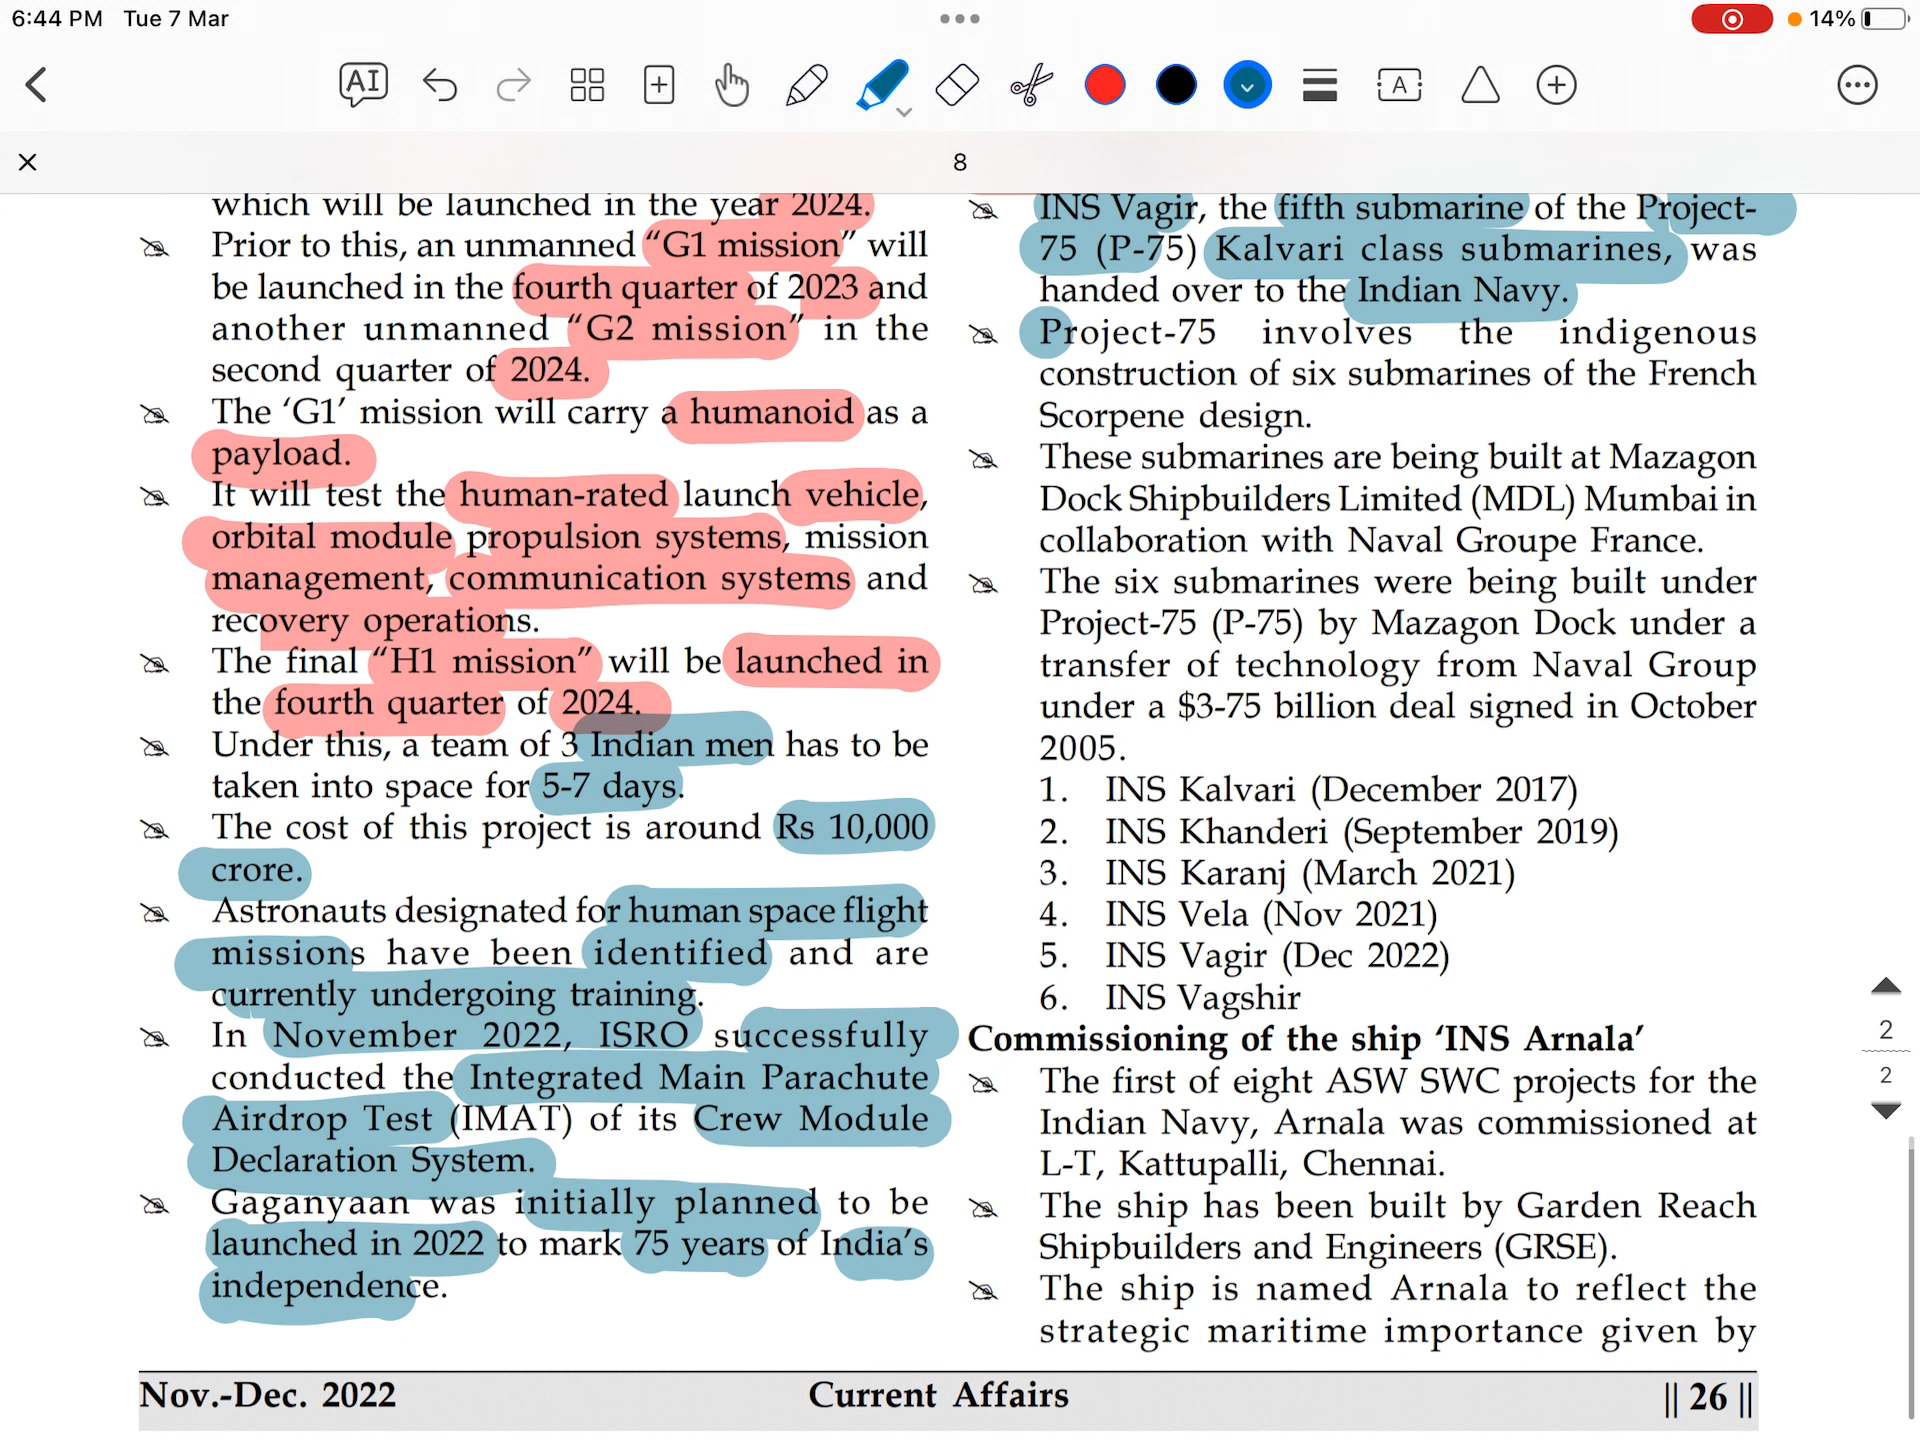 6:44 PM Tue 7 Mar
14%
AI
A
8
which will be launched in the year 2024.
Prior to this, an unmanned “G1 mission” will
be launched in the fourth quarter of 2023 and
another unmanned “G2 mission” in the
second quarter of 2024.
The ‘G1’ mission will carry a humanoid as a
payload.
It will test the human-rated launch vehicle,
orbital module propulsion systems, mission
management, communication systems and
recovery operations.
The final “H1 mission” will be launched in
the fourth quarter of 2024.
Under this, a team of 3 Indian men has to be
taken into space for 5-7 days.
The cost of this project is around Rs 10,000
crore.
Astronauts designated for human space flight
missions have been identified and are
currently undergoing training.
In November 2022, ISRO successfully
conducted the Integrated Main Parachute
Airdrop Test (IMAT) of its Crew Module
Declaration System.
Gaganyaan was initially planned to be
launched in 2022 to mark 75 years of India’s
independence.
INS Vagir, the fifth submarine of the Project-
75 (P-75) Kalvari class submarines, was
handed over to the Indian Navy.
Project-75 involves the indigenous
construction of six submarines of the French
Scorpene design.
These submarines are being built at Mazagon
Dock Shipbuilders Limited (MDL) Mumbai in
collaboration with Naval Groupe France.
The six submarines were being built under
Project-75 (P-75) by Mazagon Dock under a
transfer of technology from Naval Group
under a $3-75 billion deal signed in October
2005.
1. INS Kalvari (December 2017)
2. INS Khanderi (September 2019)
3. INS Karanj (March 2021)
4. INS Vela (Nov 2021)
5. INS Vagir (Dec 2022)
6. INS Vagshir
Commissioning of the ship ‘INS Arnala’
The first of eight ASW SWC projects for the
Indian Navy, Arnala was commissioned at
L-T, Kattupalli, Chennai.
The ship has been built by Garden Reach
Shipbuilders and Engineers (GRSE).
The ship is named Arnala to reflect the
strategic maritime importance given by
2
2
Nov.-Dec. 2022 Current Affairs || 26 ||